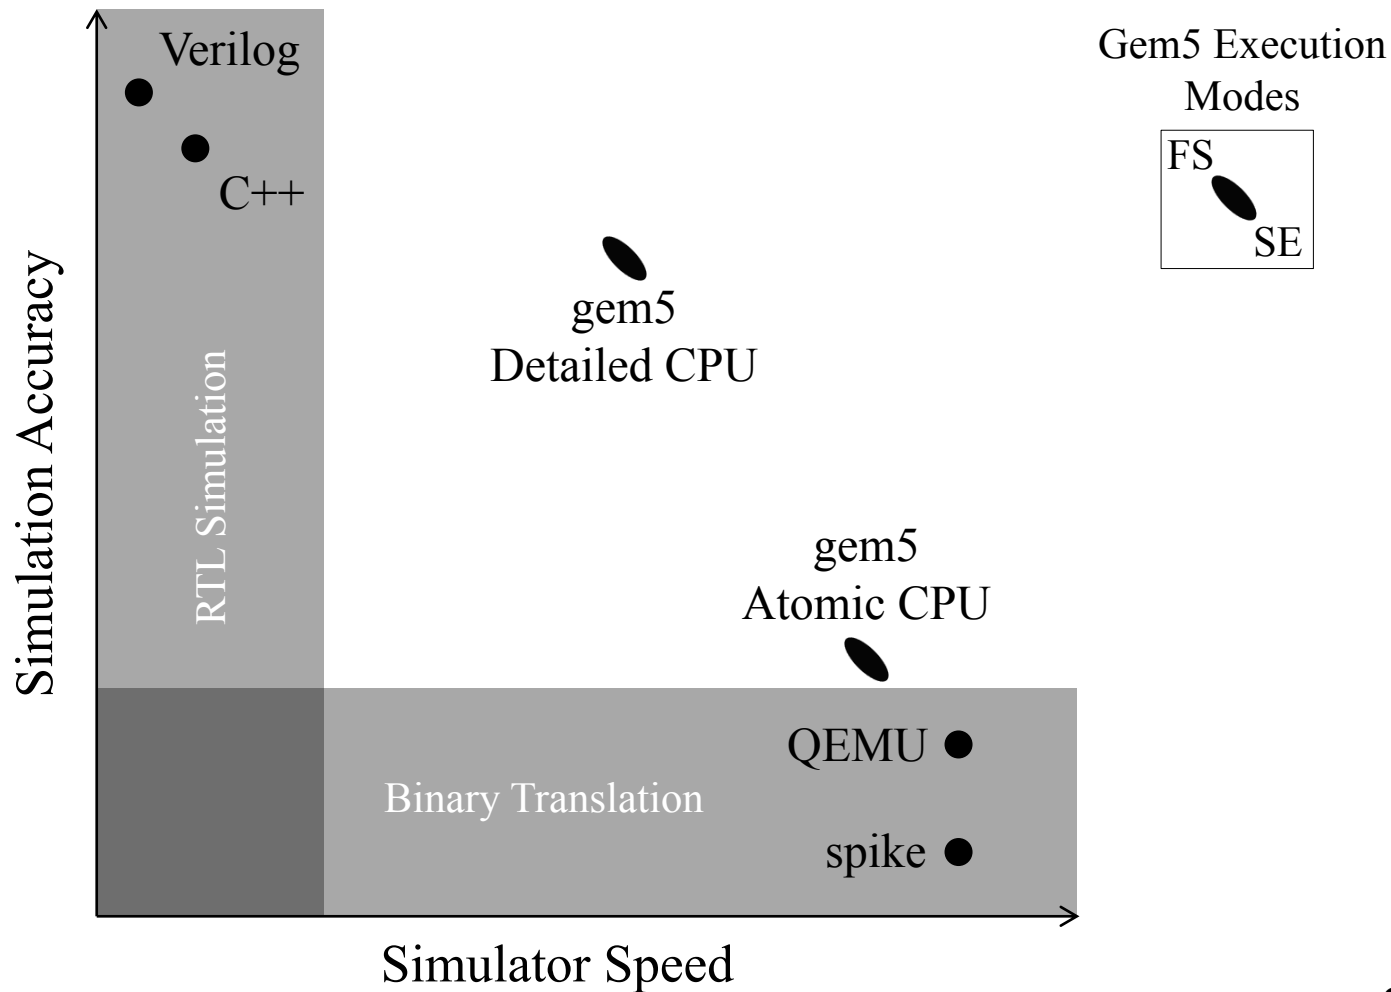 Verilog
C++
Gem5 Execution
Modes
FS
SE
gem5
Detailed CPU
Simulation Accuracy
RTL Simulation
gem5
Atomic CPU
QEMU
Binary Translation
spike
Simulator Speed